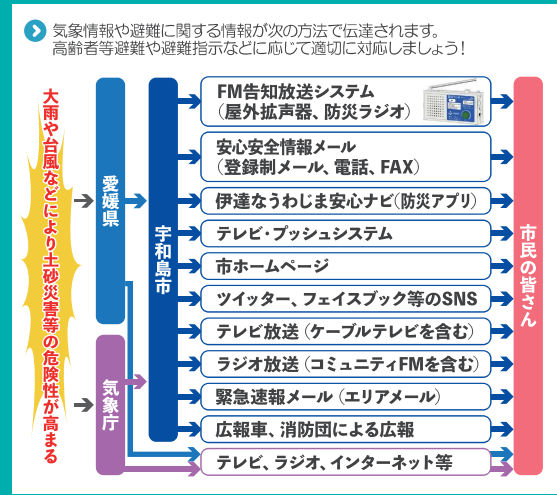 気象情報や避難に関する情報が次の方法で伝達されます。
高齢者等避難や避難指示などに応じて適切に対応しましょう！
大雨や台風などにより土砂災害等の危険性が高まる
愛媛県
気象庁
宇和島市
FM告知放送システム
（屋外拡声器、防災ラジオ）
安心安全情報メール
（登録制メール、電話、FAX）
伊達なうわじま安心ナビ（防災アプリ）
テレビ・プッシュシステム
市ホームページ
ツイッター、フェイスブック等のSNS
テレビ放送（ケーブルテレビを含む）
ラジオ放送（コミュニティFMを含む）
緊急速報メール（エリアメール）
広報車、消防団による広報
テレビ、ラジオ、インターネット等
市民の皆さん